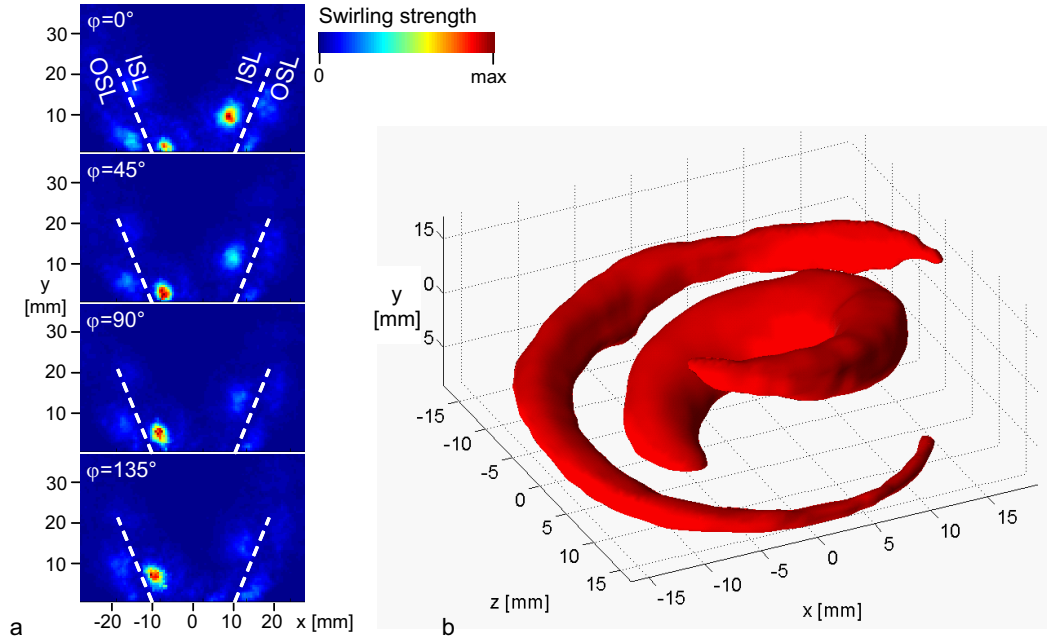 φ=0°
Swirling strength
0 max
30
20
10
OSL ISL ISL OSL
φ=45°
30
20
10
y
[mm]
φ=90°
30
20
10
φ=135°
30
20
10
-20 -10 0 10 20 x [mm]
a
15
0
5
y
[mm]
-15
-10
-5
0
5
10
15
z [mm]
-15
-10
-5
0
5
10
15
x [mm]
b